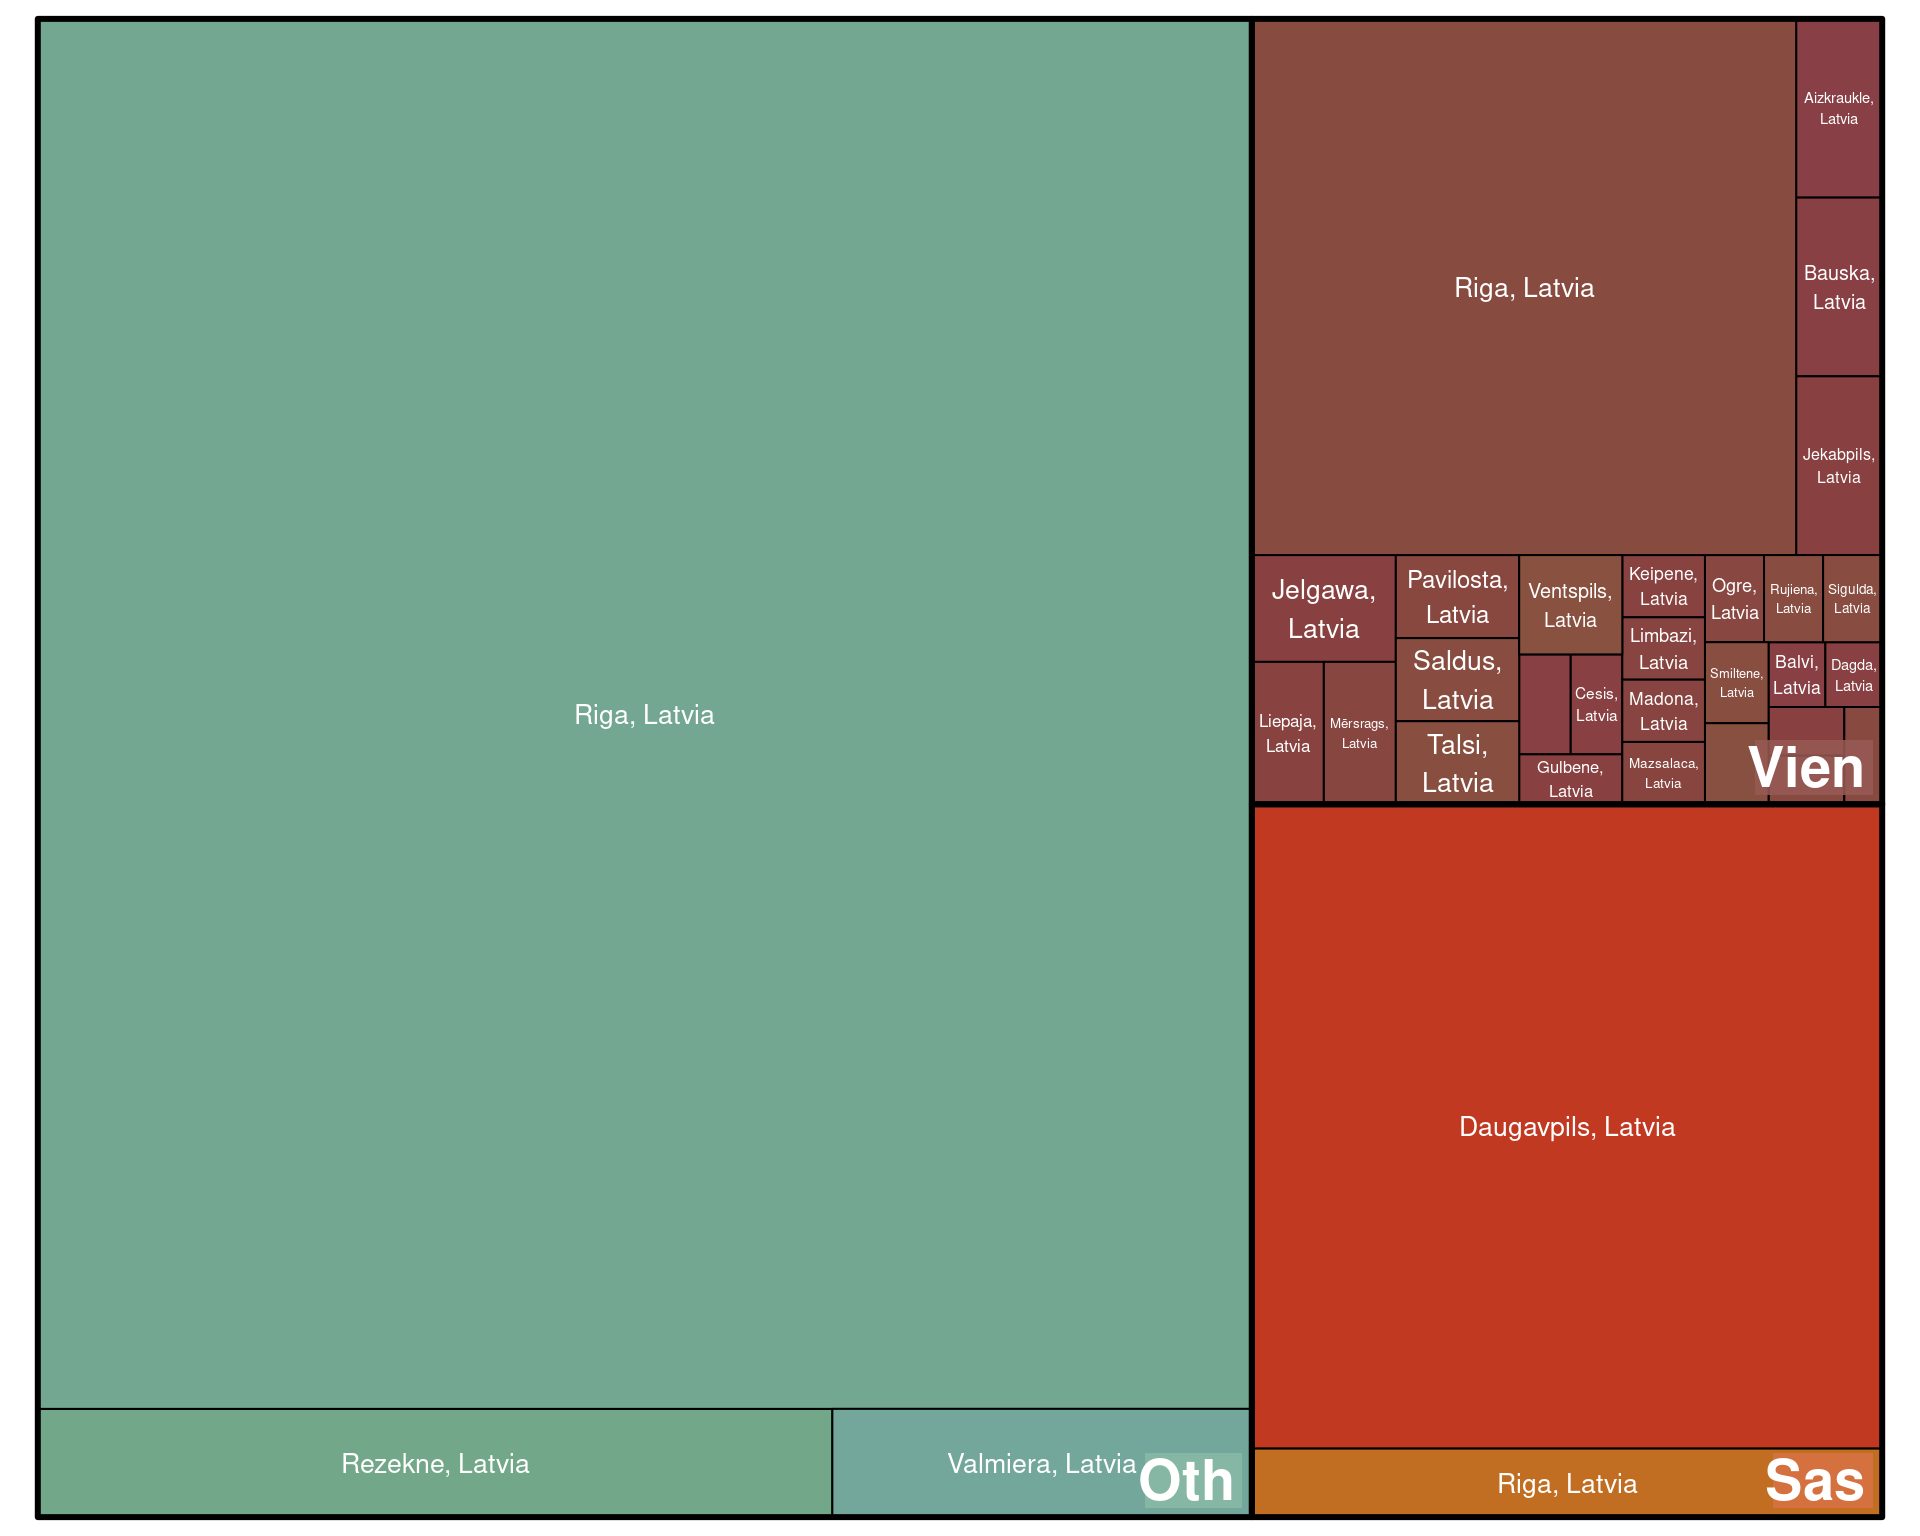 Riga, Latvia
Rezekne, Latvia
Valmiera, Latvia
Oth
Riga, Latvia
Aizkraukle,
Latvia
Bauska,
Latvia
Jekabpils,
Latvia
Jelgawa,
Latvia
Liepaja,
Latvia
Mērsrags,
Latvia
Pavilosta,
Latvia
Saldus,
Latvia
Talsi,
Latvia
Ventspils,
Latvia
Cesis,
Latvia
Gulbene,
Latvia
Keipene,
Latvia
Limbazi,
Latvia
Madona,
Latvia
Mazsalaca,
Latvia
Ogre,
Latvia
Rujiena,
Latvia
Sigulda,
Latvia
Smiltene,
Latvia
Balvi,
Latvia
Dagda,
Latvia
Vien
Daugavpils, Latvia
Riga, Latvia
Sas